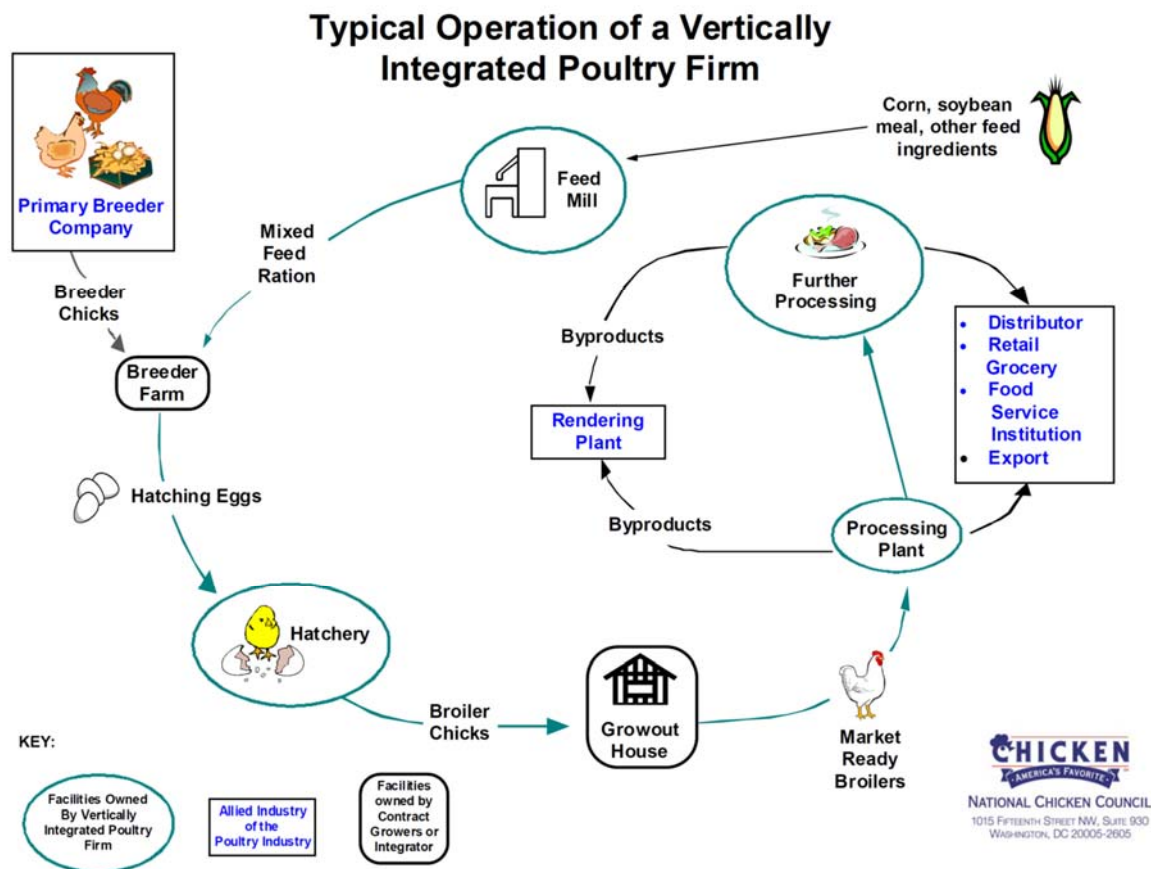 Typical Operation of a Vertically
Integrated Poultry Firm
Primary Breeder
Company
Breeder
Chicks
Mixed
Feed
Ration
Feed
Mill
Corn, soybean
meal, other feed
ingredients
Further
Processing
Byproducts
• Distributor
• Retail
Grocery
• Food
Service
Institution
• Export
Breeder
Farm
Rendering
Plant
Hatching Eggs
Byproducts
Processing
Plant
Hatchery
Broiler
Chicks
Growout
House
Market
Ready
Broilers
KEY:
Facilities Owned
By Vertically
Integrated Poultry
Firm
Allied Industry
of the
Poultry Industry
Facilities
owned by
Contract
Growers or
Integrator
CHICKEN
·AMERICA'S FAVORITE·
NATIONAL CHICKEN COUNCIL
1015 FIFTEENTH STREET NW, SUITE 930
WASHINGTON, DC 20005-2605